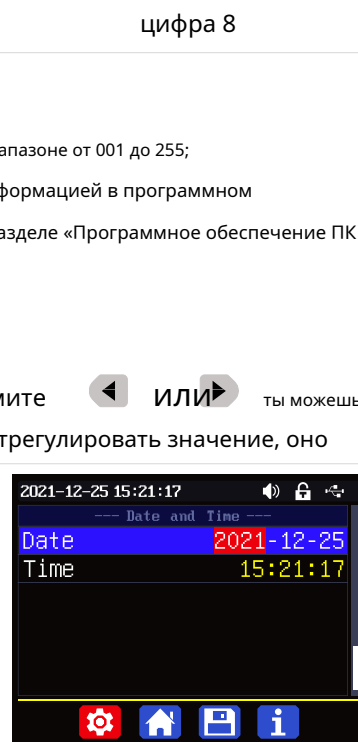 цифра 8
апазоне от 001 до 255;
формацией в программном
разделе «Программное обеспечение ПК
мите ИЛИ ты можешь
трегулировать значение, оно
2021-12-25 15:21:17
--- Date and Time ---
Date 2021-12-25
Time 15:21:17